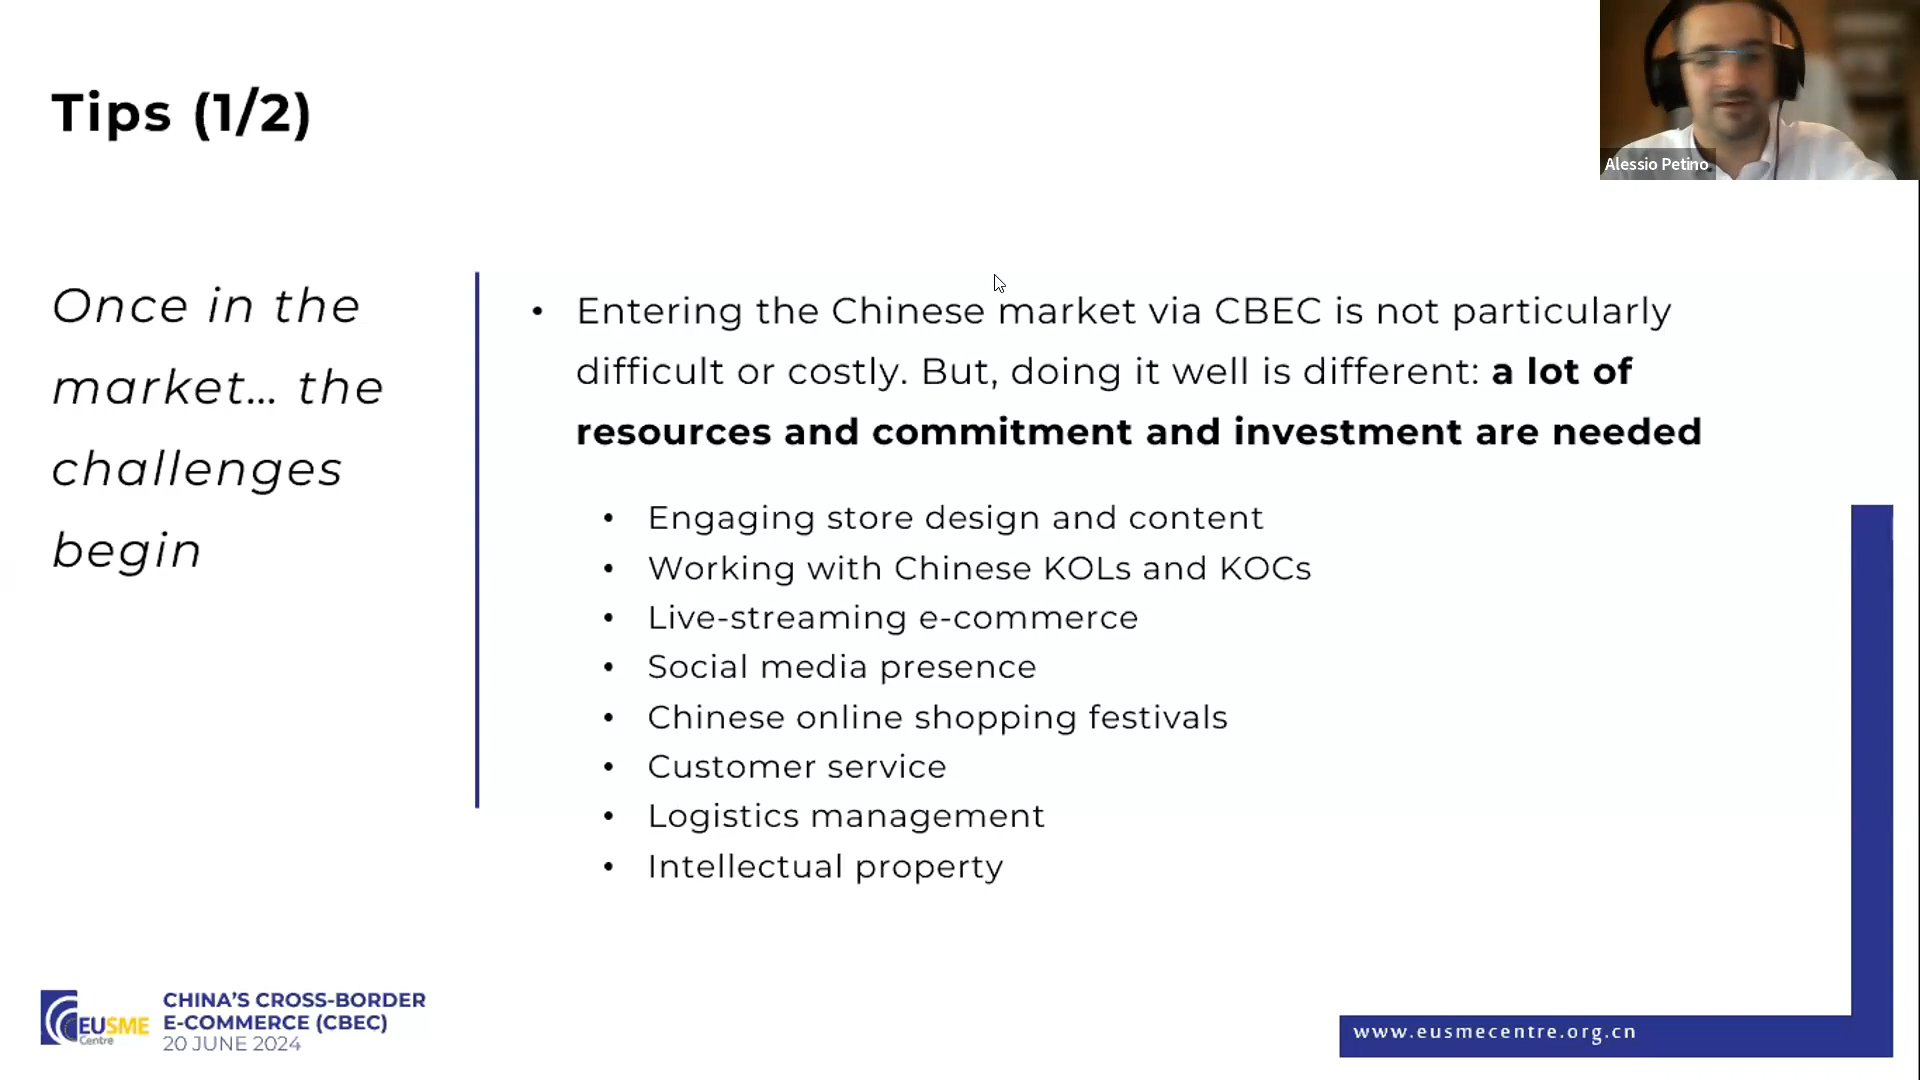 Tips (1/2)
Alessio Petino
Once in the
market... the
challenges
begin
• Entering the Chinese market via CBEC is not particularly
difficult or costly. But, doing it well is different: a lot of
resources and commitment and investment are needed
• Engaging store design and content
• Working with Chinese KOLs and KOCs
• Live-streaming e-commerce
• Social media presence
• Chinese online shopping festivals
• Customer service
• Logistics management
• Intellectual property
EUSME
Centre
CHINA'S CROSS-BORDER
E-COMMERCE (CBEC)
20 JUNE 2024
www.eusmecentre.org.cn